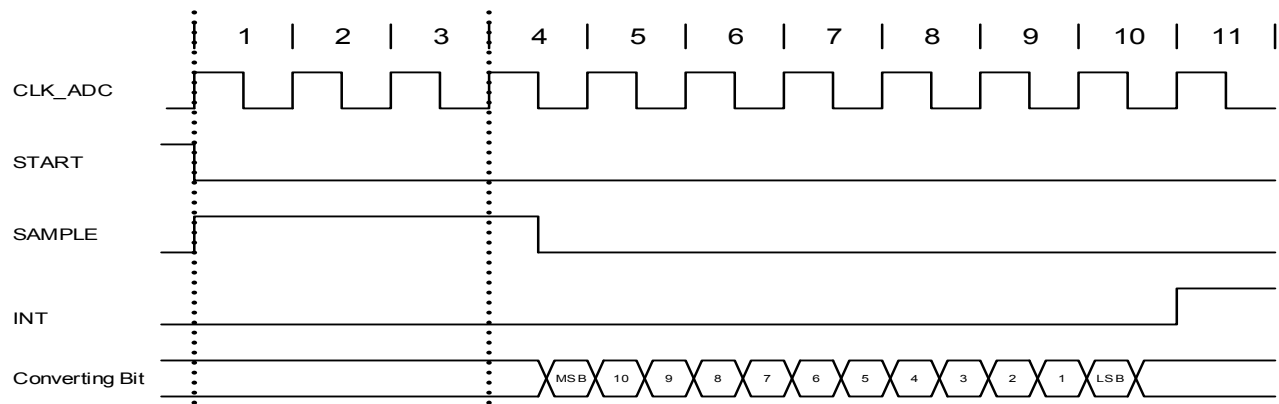 1 2 3 4 5 6 7 8 9 10 11
CLK_ADC
START
SAMPLE
INT
Converting Bit MSB 10 9 8 7 6 5 4 3 2 1 LSB